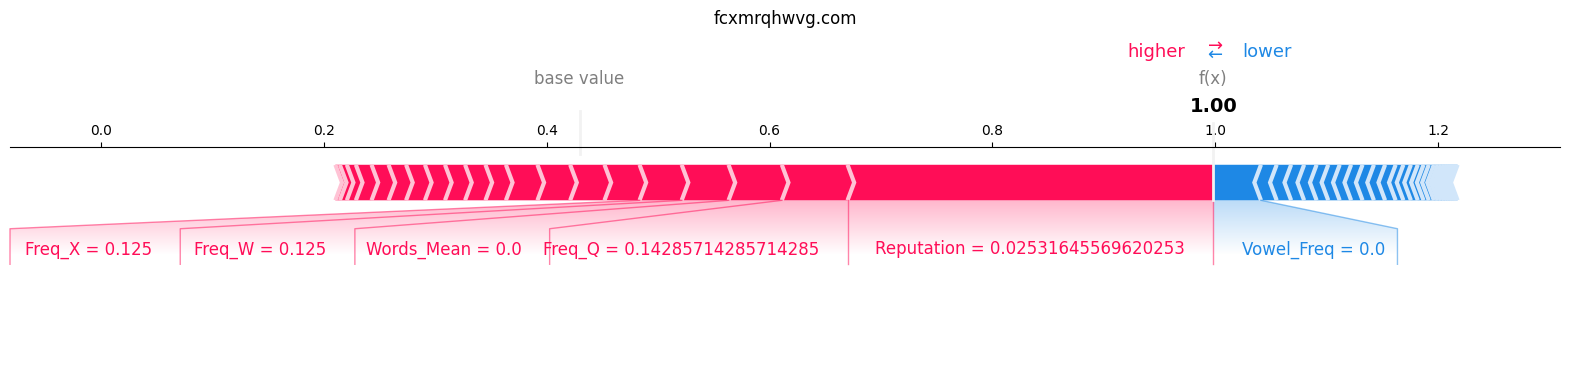 fcxmrqhwvg.com
higher ⇄ lower
base value f(x)
1.00
0.0 0.2 0.4 0.6 0.8 1.0 1.2
Freq_X = 0.125 Freq_W = 0.125 Words_Mean = 0.0 Freq_Q = 0.14285714285714285 Reputation = 0.02531645569620253 Vowel_Freq = 0.0